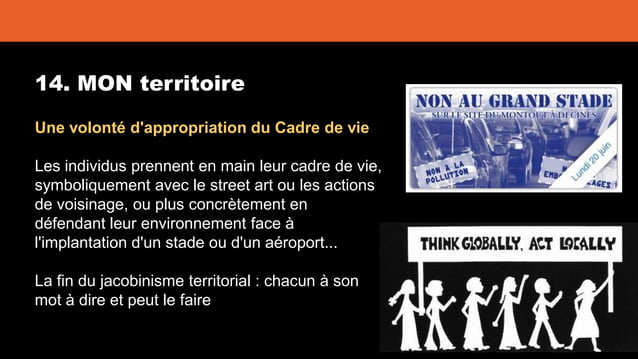 14. MON territoire
Une volonté d'appropriation du Cadre de vie
Les individus prennent en main leur cadre de vie,
symboliquement avec le street art ou les actions
de voisinage, ou plus concrètement en
défendant leur environnement face à
l'implantation d'un stade ou d'un aéroport...
La fin du jacobinisme territorial : chacun à son
mot à dire et peut le faire
NON AU GRAND STADE
SUR LE SITE DU MONTOUT À DÉCINES
NON À LA
POLLUTION
Lundi 20 juin
THINK GLOBALLY, ACT LOCALLY